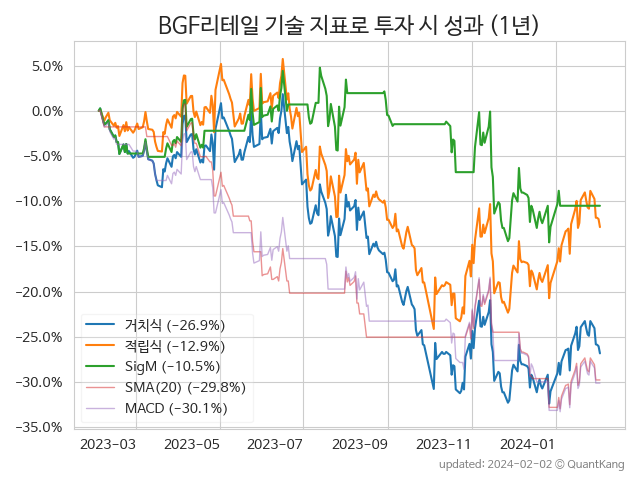 BGF리테일 기술 지표로 투자 시 성과 (1년)
5.0%
0.0%
−5.0%
−10.0%
−15.0%
−20.0%
−25.0%
−30.0%
−35.0%
거치식 (−26.9%)
적립식 (−12.9%)
SigM (−10.5%)
SMA(20) (−29.8%)
MACD (−30.1%)
2023-03 2023-05 2023-07 2023-09 2023-11 2024-01
updated: 2024-02-02 © QuantKang